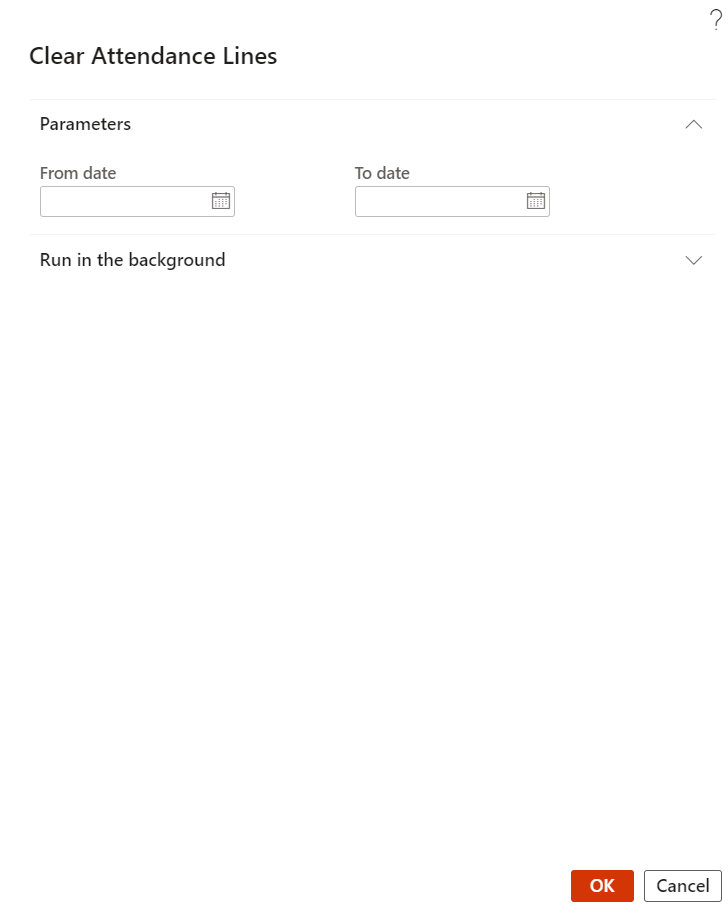 ?
Clear Attendance Lines
Parameters
From date
To date
Run in the background
OK
Cancel